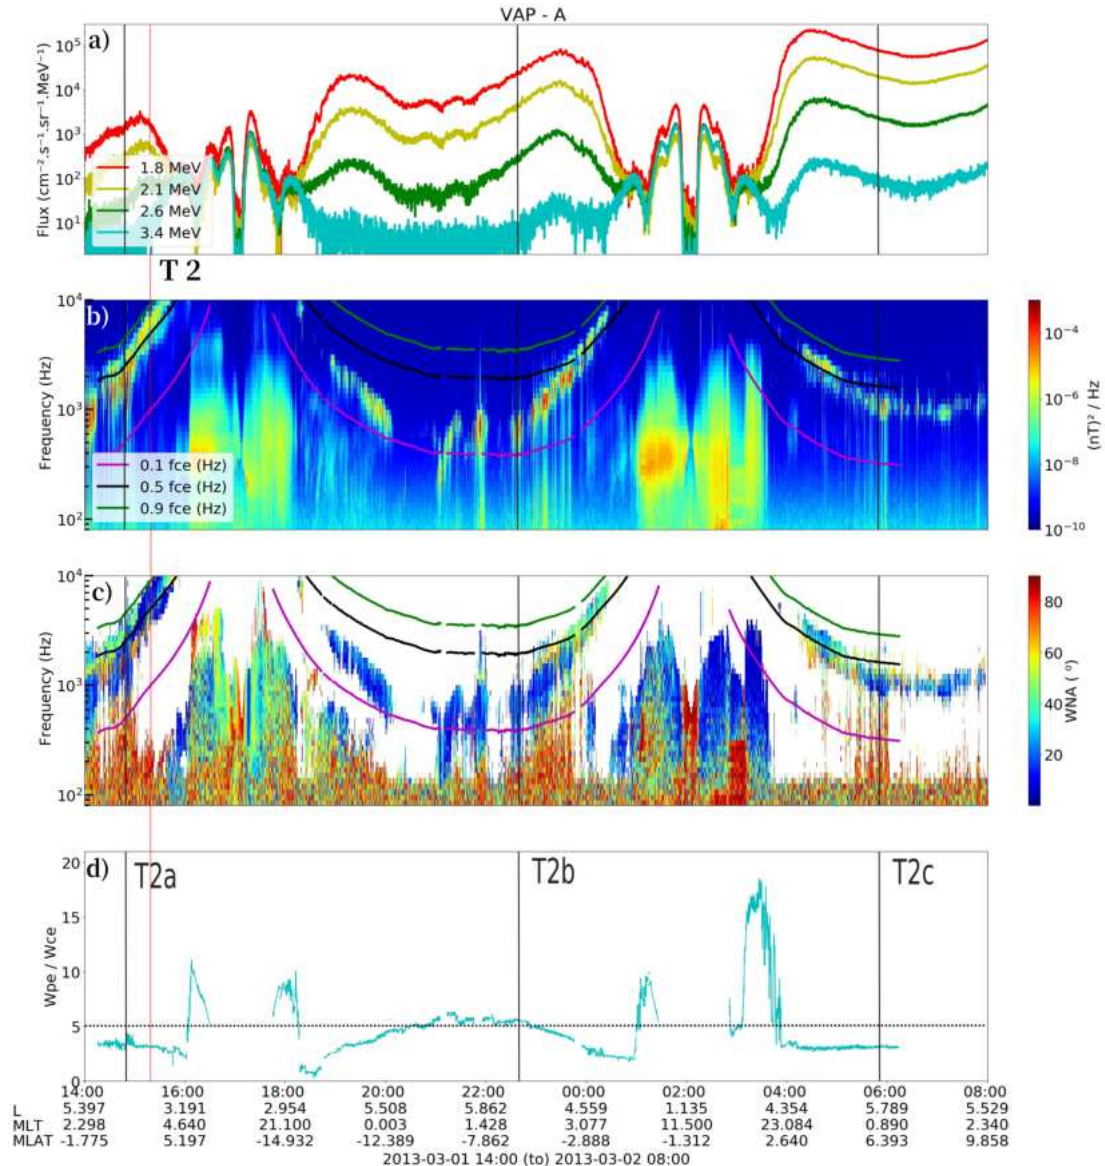 VAP - A
a)
10⁵
10⁴
10³
10²
10¹
Flux (cm⁻².s⁻¹.sr⁻¹.MeV⁻¹)
1.8 MeV
2.1 MeV
2.6 MeV
3.4 MeV
T 2
b)
10⁴
10³
10²
Frequency (Hz)
0.1 fce (Hz)
0.5 fce (Hz)
0.9 fce (Hz)
10⁻⁴
10⁻⁶
10⁻⁸
10⁻¹⁰
(nT)² / Hz
c)
10⁴
10³
10²
Frequency (Hz)
80
60
40
20
WNA ( °)
d)
T2a T2b T2c
20
15
10
5
0
Wpe / Wce
14:00 16:00 18:00 20:00 22:00 00:00 02:00 04:00 06:00 08:00
L 5.397 3.191 2.954 5.508 5.862 4.559 1.135 4.354 5.789 5.529
MLT 2.298 4.640 21.100 0.003 1.428 3.077 11.500 23.084 0.890 2.340
MLAT -1.775 5.197 -14.932 -12.389 -7.862 -2.888 -1.312 2.640 6.393 9.858
2013-03-01 14:00 (to) 2013-03-02 08:00